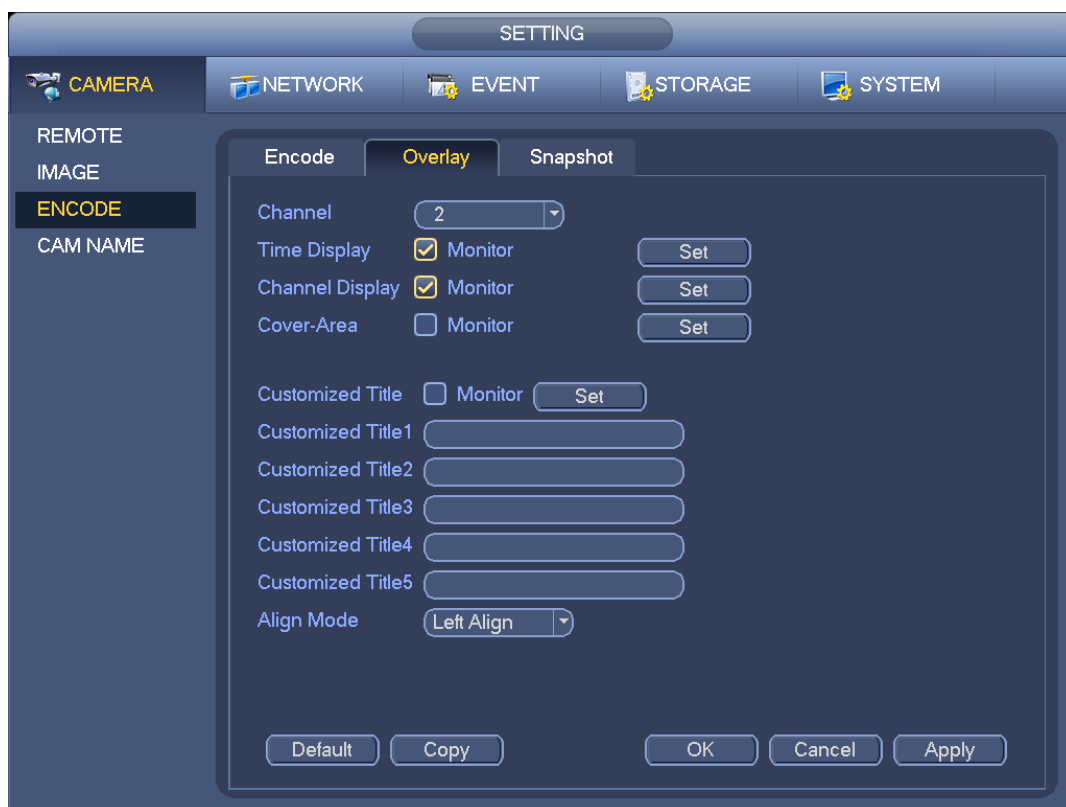 SETTING
CAMERA NETWORK EVENT STORAGE SYSTEM
REMOTE
IMAGE
ENCODE
CAM NAME
Encode Overlay Snapshot
Channel 2
Time Display Monitor Set
Channel Display Monitor Set
Cover-Area Monitor Set
Customized Title Monitor Set
Customized Title1
Customized Title2
Customized Title3
Customized Title4
Customized Title5
Align Mode Left Align
Default Copy OK Cancel Apply